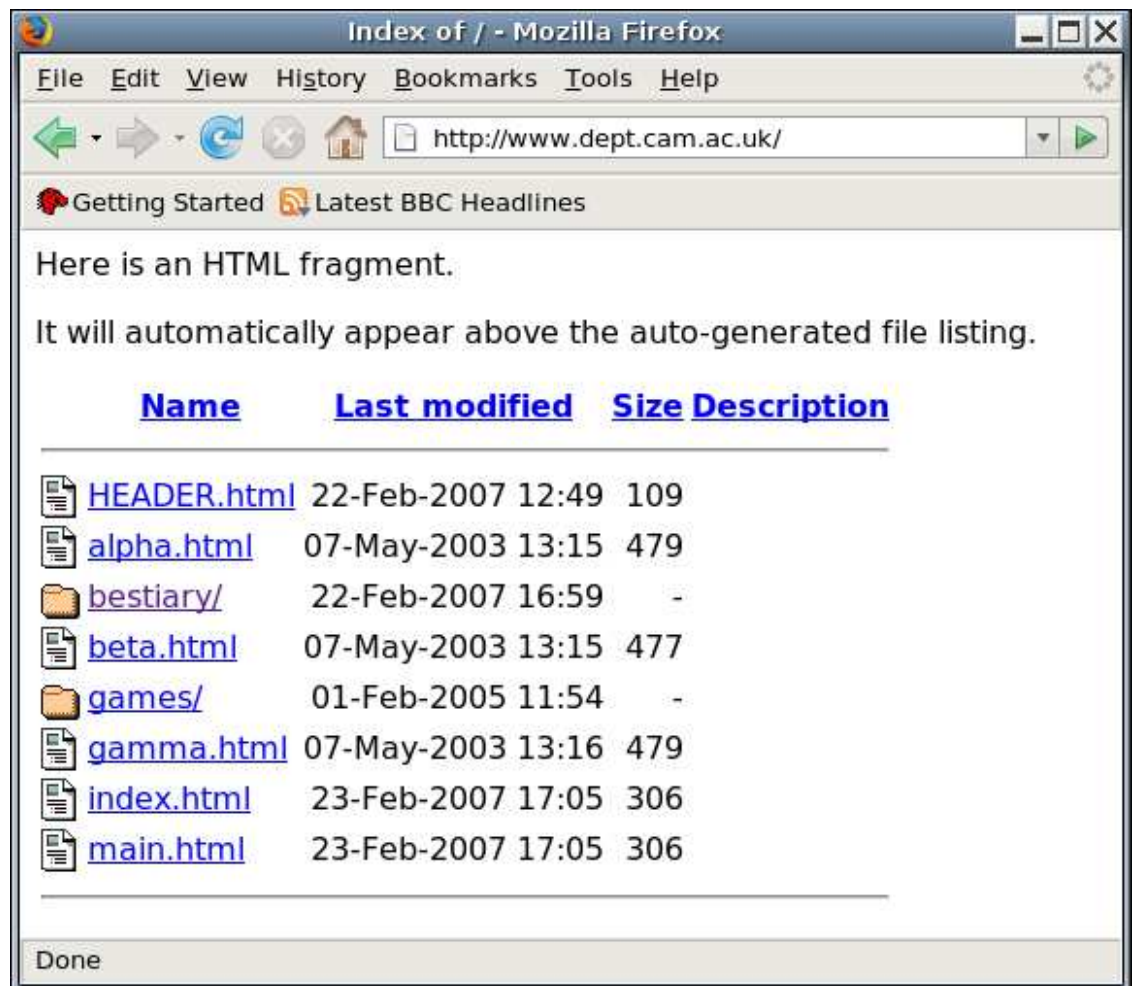 Index of / - Mozilla Firefox
File Edit View History Bookmarks Tools Help
http://www.dept.cam.ac.uk/
Getting Started Latest BBC Headlines
Here is an HTML fragment.
It will automatically appear above the auto-generated file listing.
Name Last modified Size Description
HEADER.html 22-Feb-2007 12:49 109
alpha.html 07-May-2003 13:15 479
bestiary/ 22-Feb-2007 16:59 -
beta.html 07-May-2003 13:15 477
games/ 01-Feb-2005 11:54 -
gamma.html 07-May-2003 13:16 479
index.html 23-Feb-2007 17:05 306
main.html 23-Feb-2007 17:05 306
Done